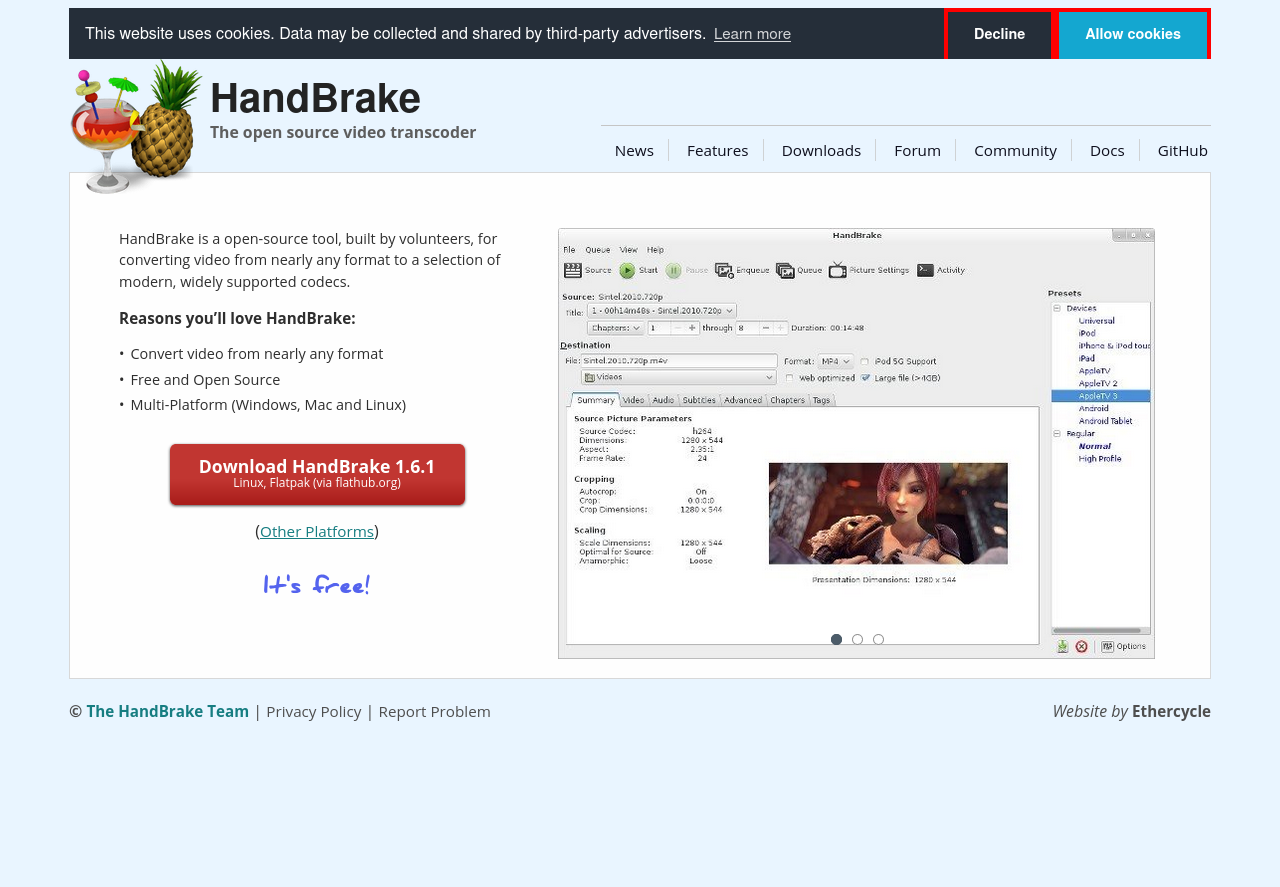 This website uses cookies. Data may be collected and shared by third-party advertisers. Learn more
Decline
Allow cookies
HandBrake
The open source video transcoder
News
Features
Downloads
Forum
Community
Docs
GitHub
HandBrake is a open-source tool, built by volunteers, for
converting video from nearly any format to a selection of
modern, widely supported codecs.
Reasons you’ll love HandBrake:
• Convert video from nearly any format
• Free and Open Source
• Multi-Platform (Windows, Mac and Linux)
Download HandBrake 1.6.1
Linux, Flatpak (via flathub.org)
(Other Platforms)
It's free!
HandBrake
File Queue View Help
Source Start Pause Enqueue Queue Picture Settings Activity
Source: Sintel.2010.720p
Title: 1 - 00h14m48s - Sintel.2010.720p
Chapters: 1 through 8 Duration: 00:14:48
Destination
File: Sintel.2010.720p.m4v Format: MP4 iPod 5G Support
Videos Web optimized Large file (>4GB)
Summary Video Audio Subtitles Advanced Chapters Tags
Source Picture Parameters
Source Codec: h264
Dimensions: 1280 x 544
Aspect: 2.35:1
Frame Rate: 24
Cropping
Autocrop: On
Crop: 0:0:0:0
Crop Dimensions: 1280 x 544
Scaling
Scale Dimensions: 1280 x 544
Optimal for Source: Off
Anamorphic: Loose
Presentation Dimensions: 1280 x 544
Presets
Devices
Universal
iPod
iPhone & iPod touc
iPad
AppleTV
AppleTV 2
AppleTV 3
Android
Android Tablet
Regular
Normal
High Profile
Options
© The HandBrake Team | Privacy Policy | Report Problem
Website by Ethercycle